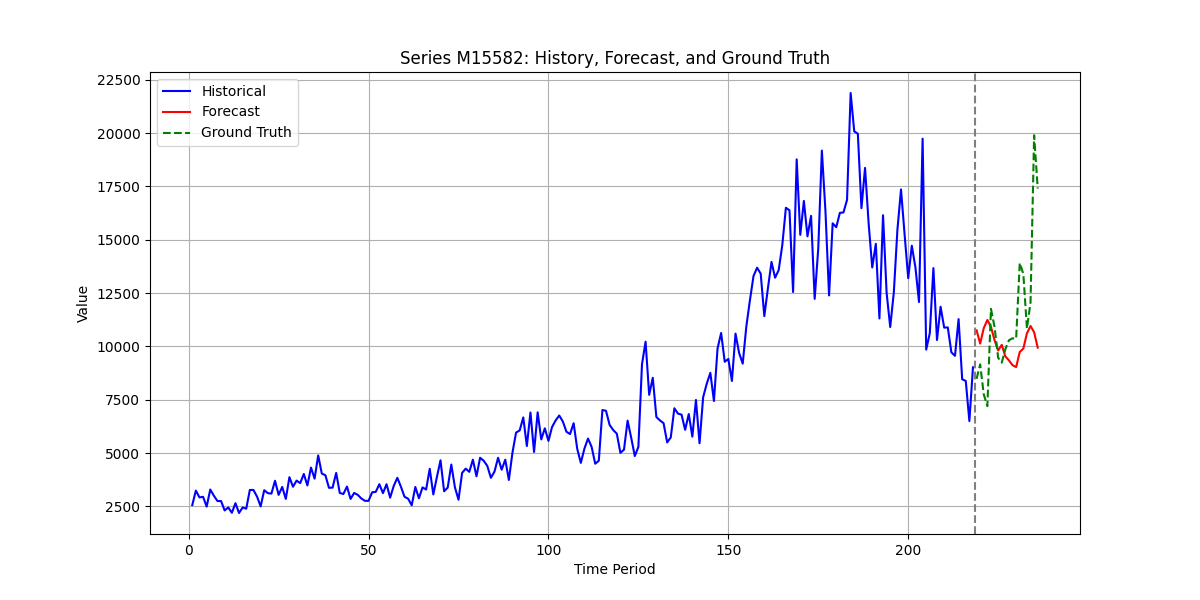 Series M15582: History, Forecast, and Ground Truth
Historical
Forecast
Ground Truth
22500
20000
17500
15000
12500
10000
7500
5000
2500
Value
0 50 100 150 200
Time Period